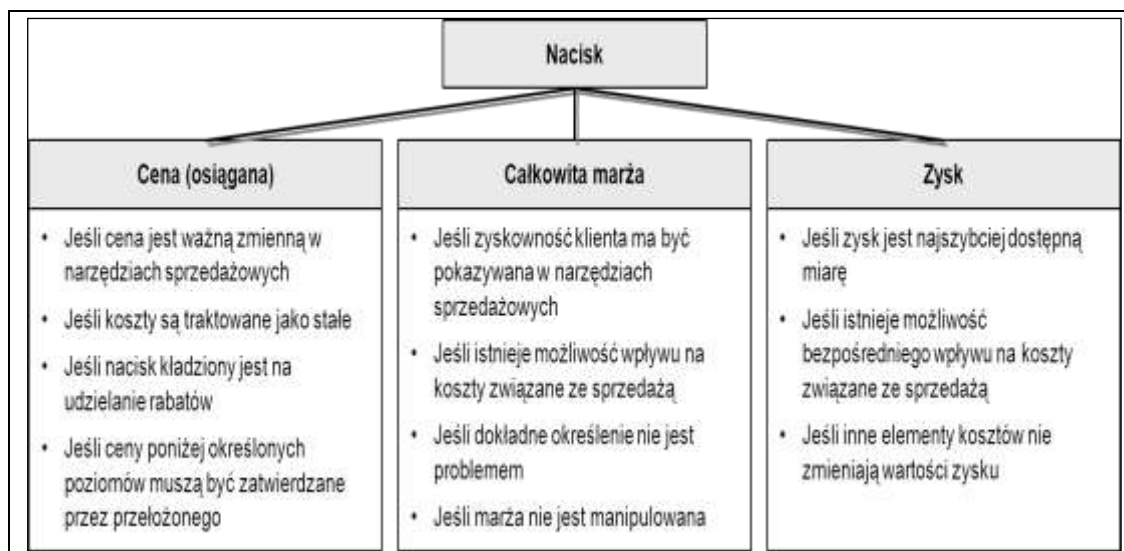 Nacisk
Cena (osiągana)
• Jeśli cena jest ważną zmienną w
narzędziach sprzedażowych
• Jeśli koszty są traktowane jako stałe
• Jeśli nacisk kładziony jest na
udzielanie rabatów
• Jeśli ceny poniżej określonych
poziomów muszą być zatwierdzane
przez przełożonego
Całkowita marża
• Jeśli zyskowność klienta ma być
pokazywana w narzędziach
sprzedażowych
• Jeśli istnieje możliwość wpływu na
koszty związane ze sprzedażą
• Jeśli dokładne określenie nie jest
problemem
• Jeśli marża nie jest manipulowana
Zysk
• Jeśli zysk jest najszybciej dostępną
miarę
• Jeśli istnieje możliwość
bezpośredniego wpływu na koszty
związane ze sprzedażą
• Jeśli inne elementy kosztów nie
zmieniają wartości zysku